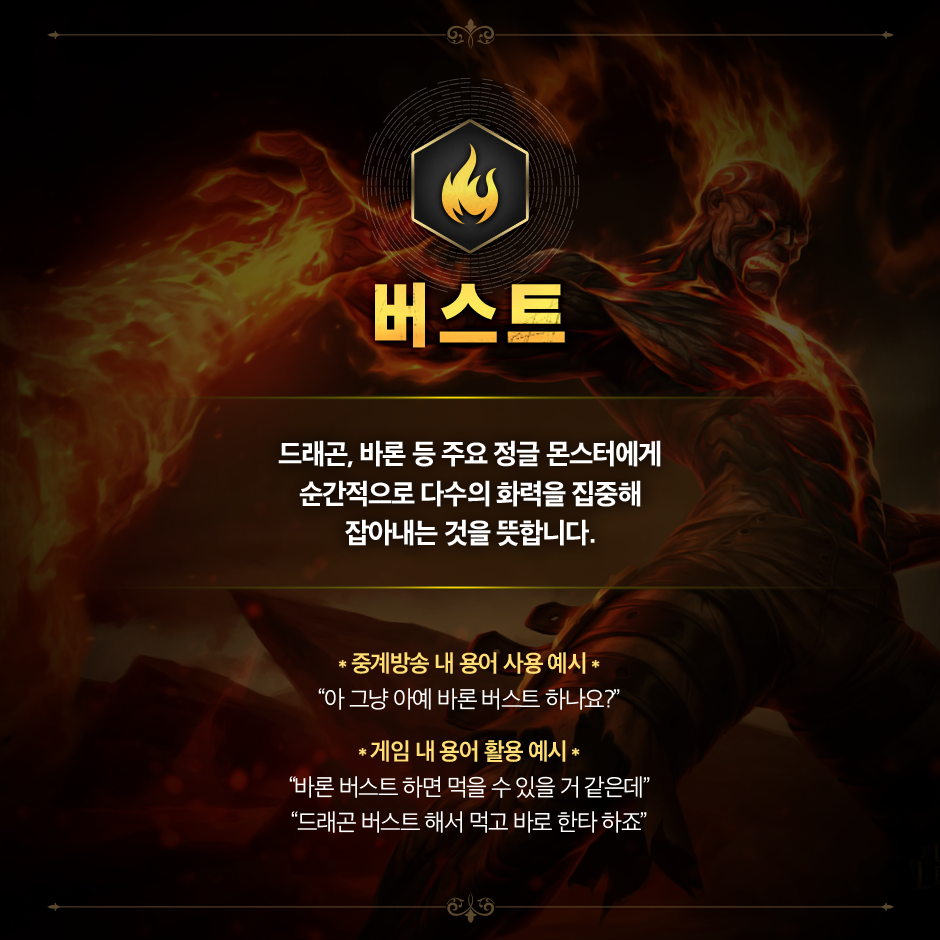 버스트
드래곤, 바론 등 주요 정글 몬스터에게
순간적으로 다수의 화력을 집중해
잡아내는 것을 뜻합니다.
* 중계방송 내 용어 사용 예시 *
“아 그냥 아예 바론 버스트 하나요?”
* 게임 내 용어 활용 예시 *
“바론 버스트 하면 먹을 수 있을 거 같은데”
“드래곤 버스트 해서 먹고 바로 한타 하죠”